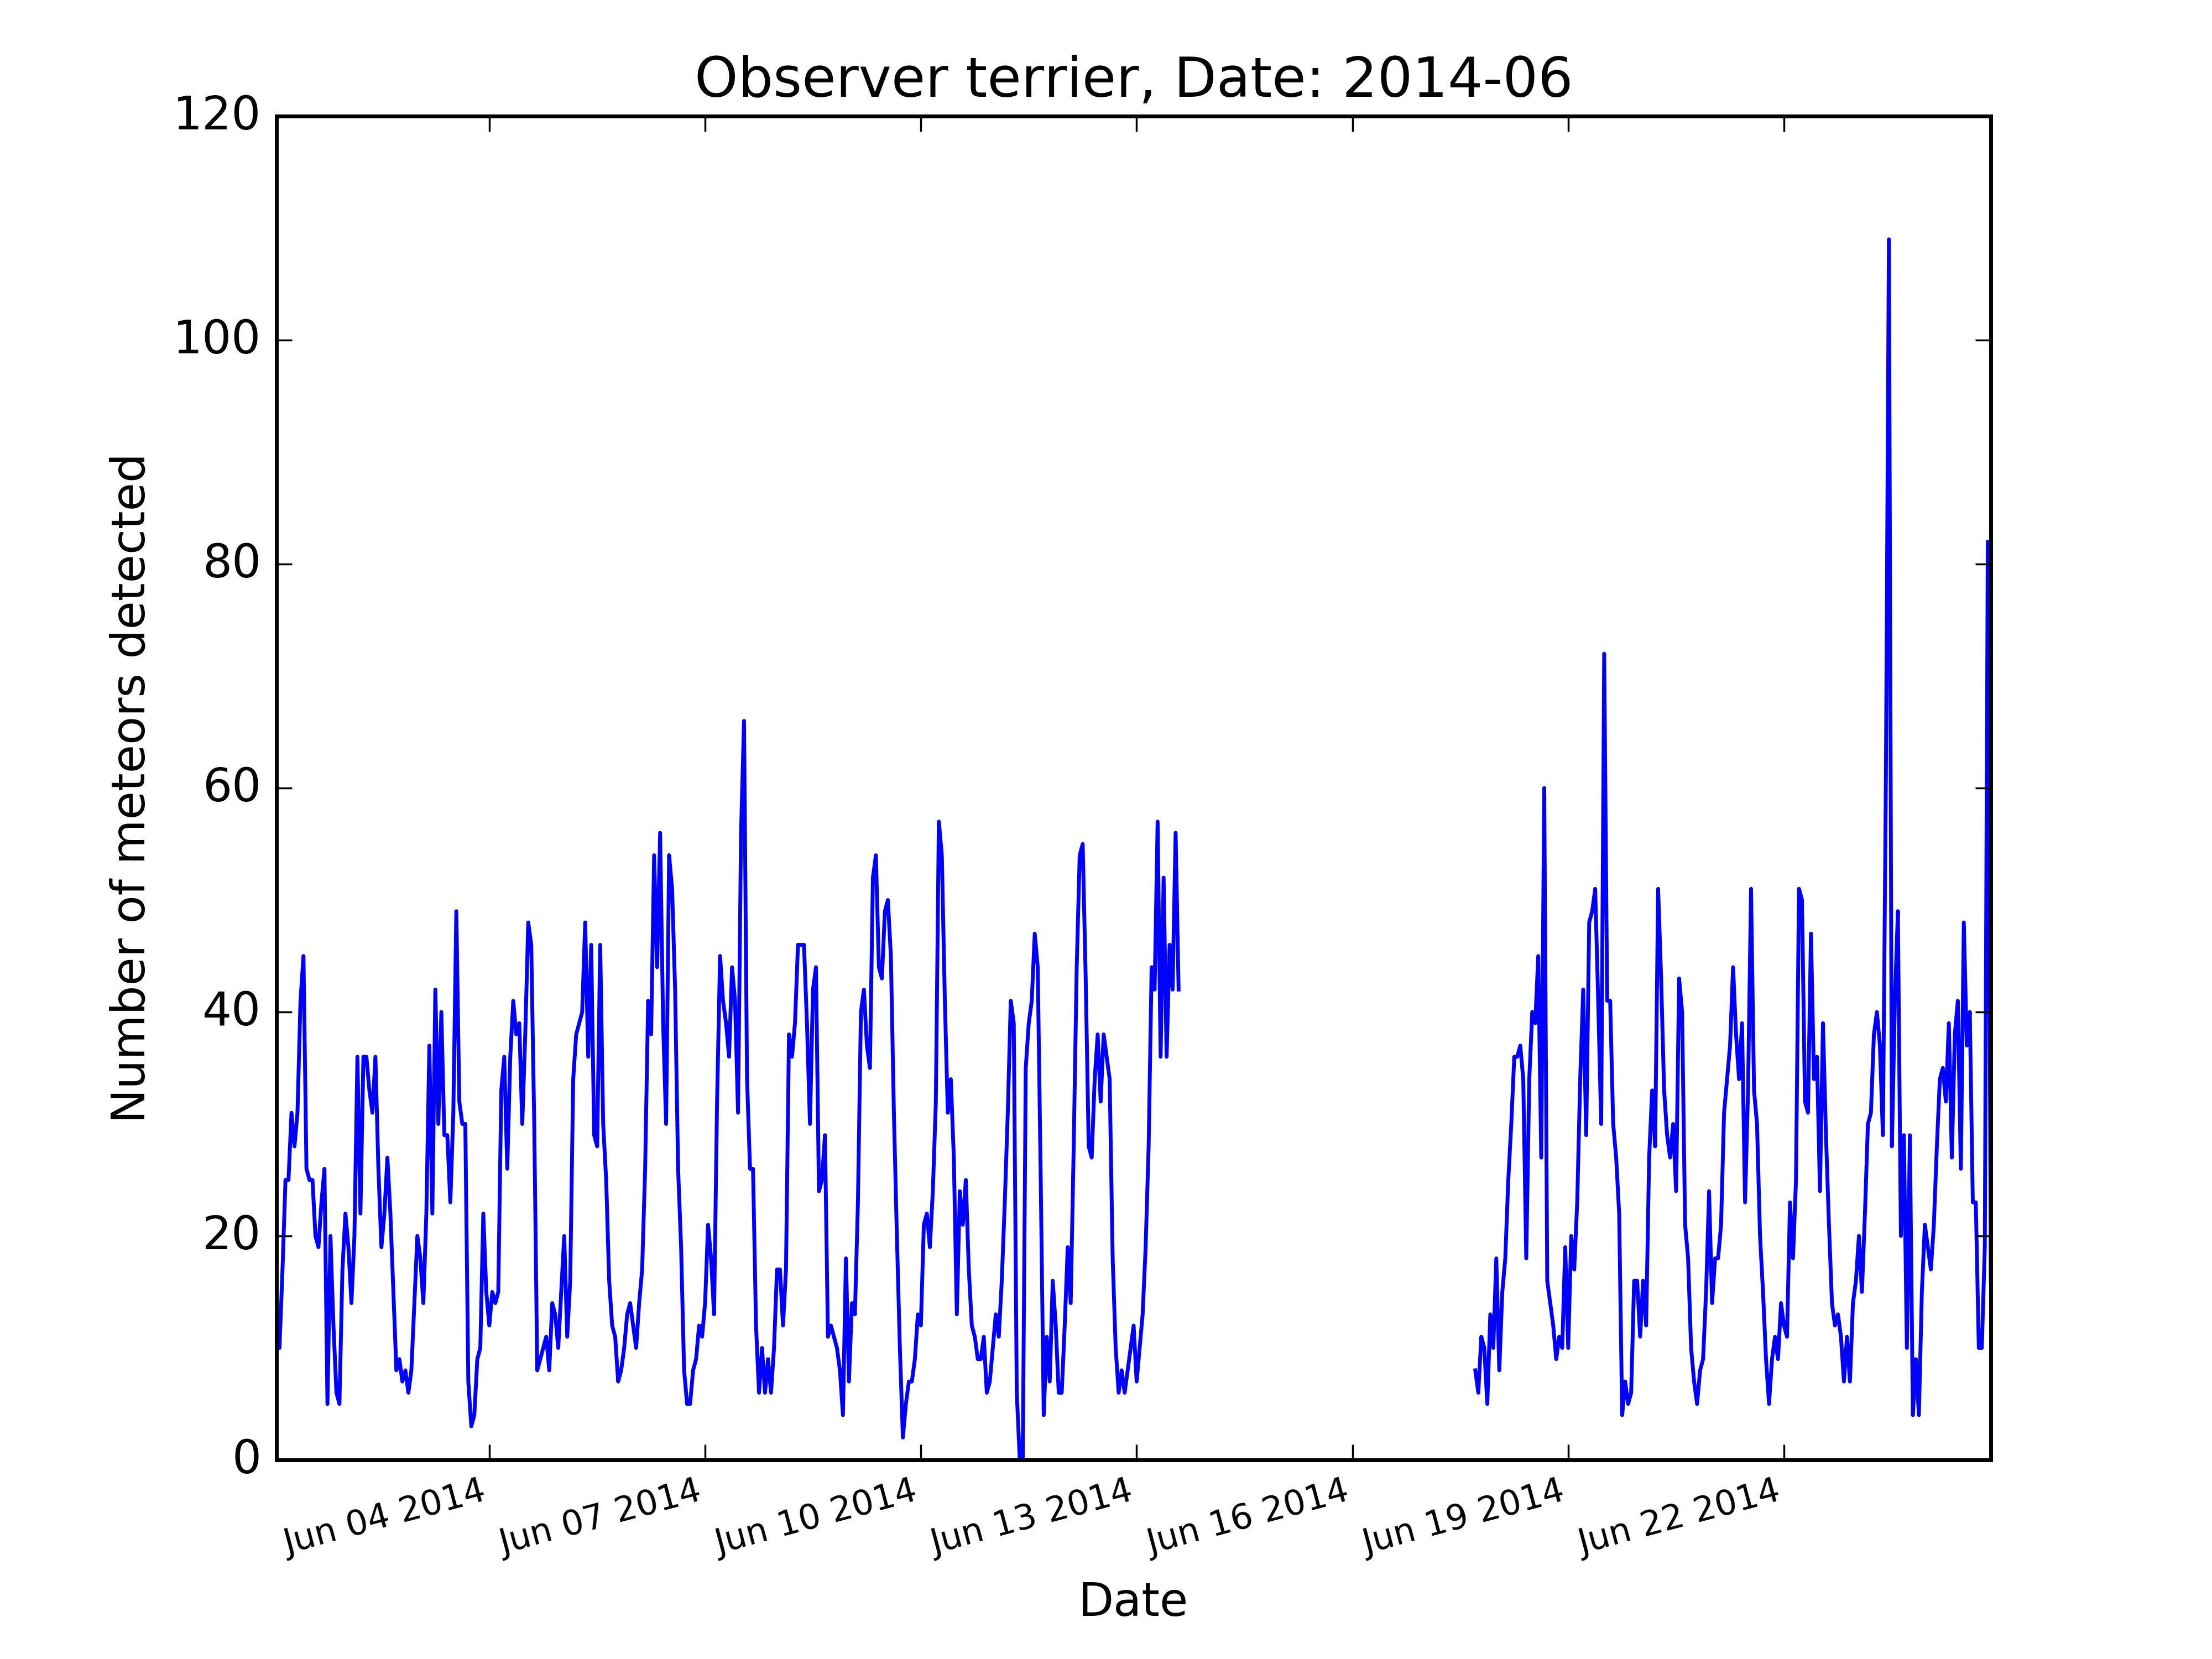 Observer terrier, Date: 2014-06
120
100
80
60
40
20
0
Number of meteors detected
Jun 04 2014
Jun 07 2014
Jun 10 2014
Jun 13 2014
Jun 16 2014
Jun 19 2014
Jun 22 2014
Date